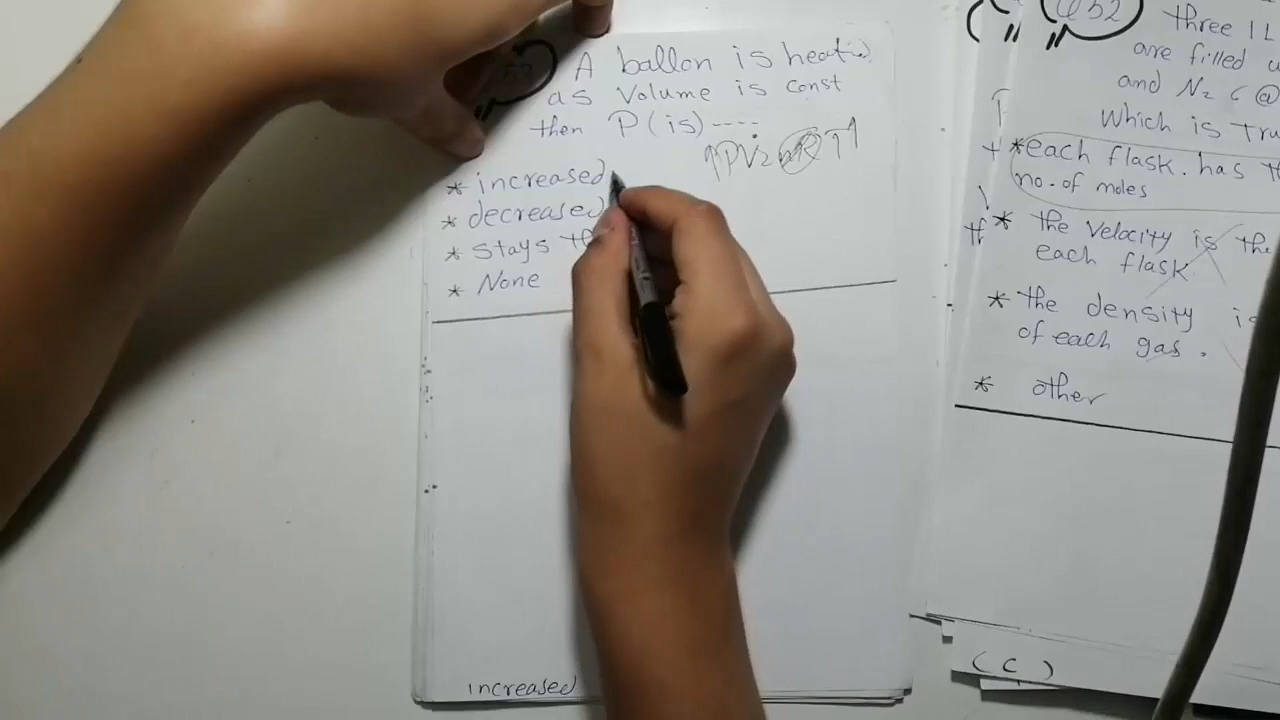 53
A ballon is heated
as Volume is const
then P(is)----
↑PV=nRT↑
* increased
* decreased
* stays
* None
increased
52
three 1L
are filled
and N2 @
which is
* each flask has
no. of moles
* the velocity is the
each flask
* the density
of each gas.
* other
(C)